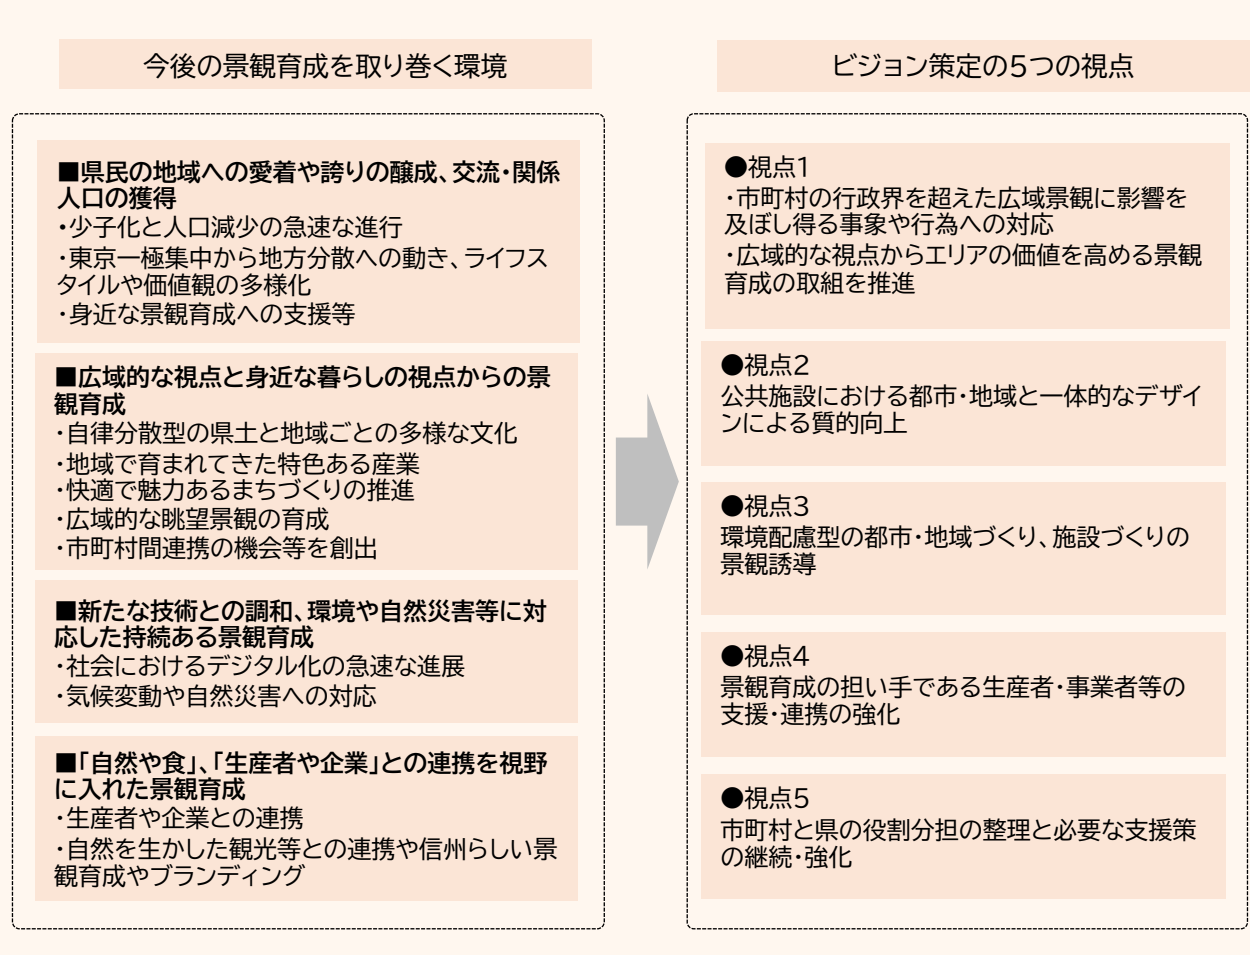 今後の景観育成を取り巻く環境
■県民の地域への愛着や誇りの醸成、交流・関係
人口の獲得
・少子化と人口減少の急速な進行
・東京一極集中から地方分散への動き、ライフス
タイルや価値観の多様化
・身近な景観育成への支援等
■広域的な視点と身近な暮らしの視点からの景
観育成
・自律分散型の県土と地域ごとの多様な文化
・地域で育まれてきた特色ある産業
・快適で魅力あるまちづくりの推進
・広域的な眺望景観の育成
・市町村間連携の機会等を創出
■新たな技術との調和、環境や自然災害等に対
応した持続ある景観育成
・社会におけるデジタル化の急速な進展
・気候変動や自然災害への対応
■「自然や食」、「生産者や企業」との連携を視野
に入れた景観育成
・生産者や企業との連携
・自然を生かした観光等との連携や信州らしい景
観育成やブランディング
ビジョン策定の5つの視点
●視点1
・市町村の行政界を超えた広域景観に影響を
及ぼし得る事象や行為への対応
・広域的な視点からエリアの価値を高める景観
育成の取組を推進
●視点2
公共施設における都市・地域と一体的なデザイ
ンによる質的向上
●視点3
環境配慮型の都市・地域づくり、施設づくりの
景観誘導
●視点4
景観育成の担い手である生産者・事業者等の
支援・連携の強化
●視点5
市町村と県の役割分担の整理と必要な支援策
の継続・強化